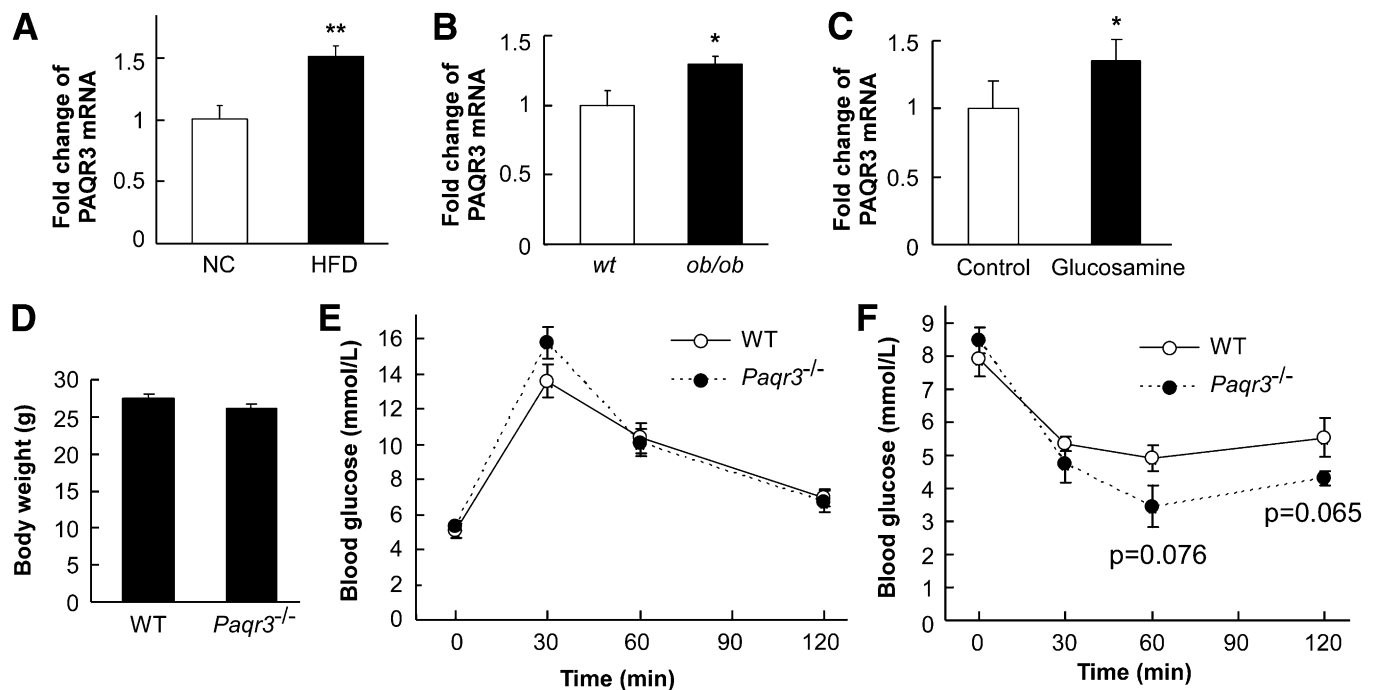 A
Fold change of
PAQR3 mRNA
1.5
1
0.5
0
**
NC
HFD
B
Fold change of
PAQR3 mRNA
1.5
1
0.5
0
*
wt
ob/ob
C
Fold change of
PAQR3 mRNA
1.5
1
0.5
0
*
Control
Glucosamine
D
Body weight (g)
30
25
20
15
10
5
0
WT
Paqr3-/-
E
Blood glucose (mmol/L)
16
14
12
10
8
6
4
2
0
WT
Paqr3-/-
0
30
60
90
120
Time (min)
F
Blood glucose (mmol/L)
9
8
7
6
5
4
3
2
1
0
WT
Paqr3-/-
p=0.076
p=0.065
0
30
60
90
120
Time (min)